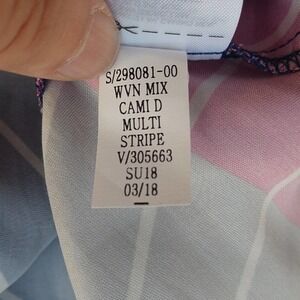 S/298081-00
WVN MIX
CAMI D
MULTI
STRIPE
V/305663
SU18
03/18